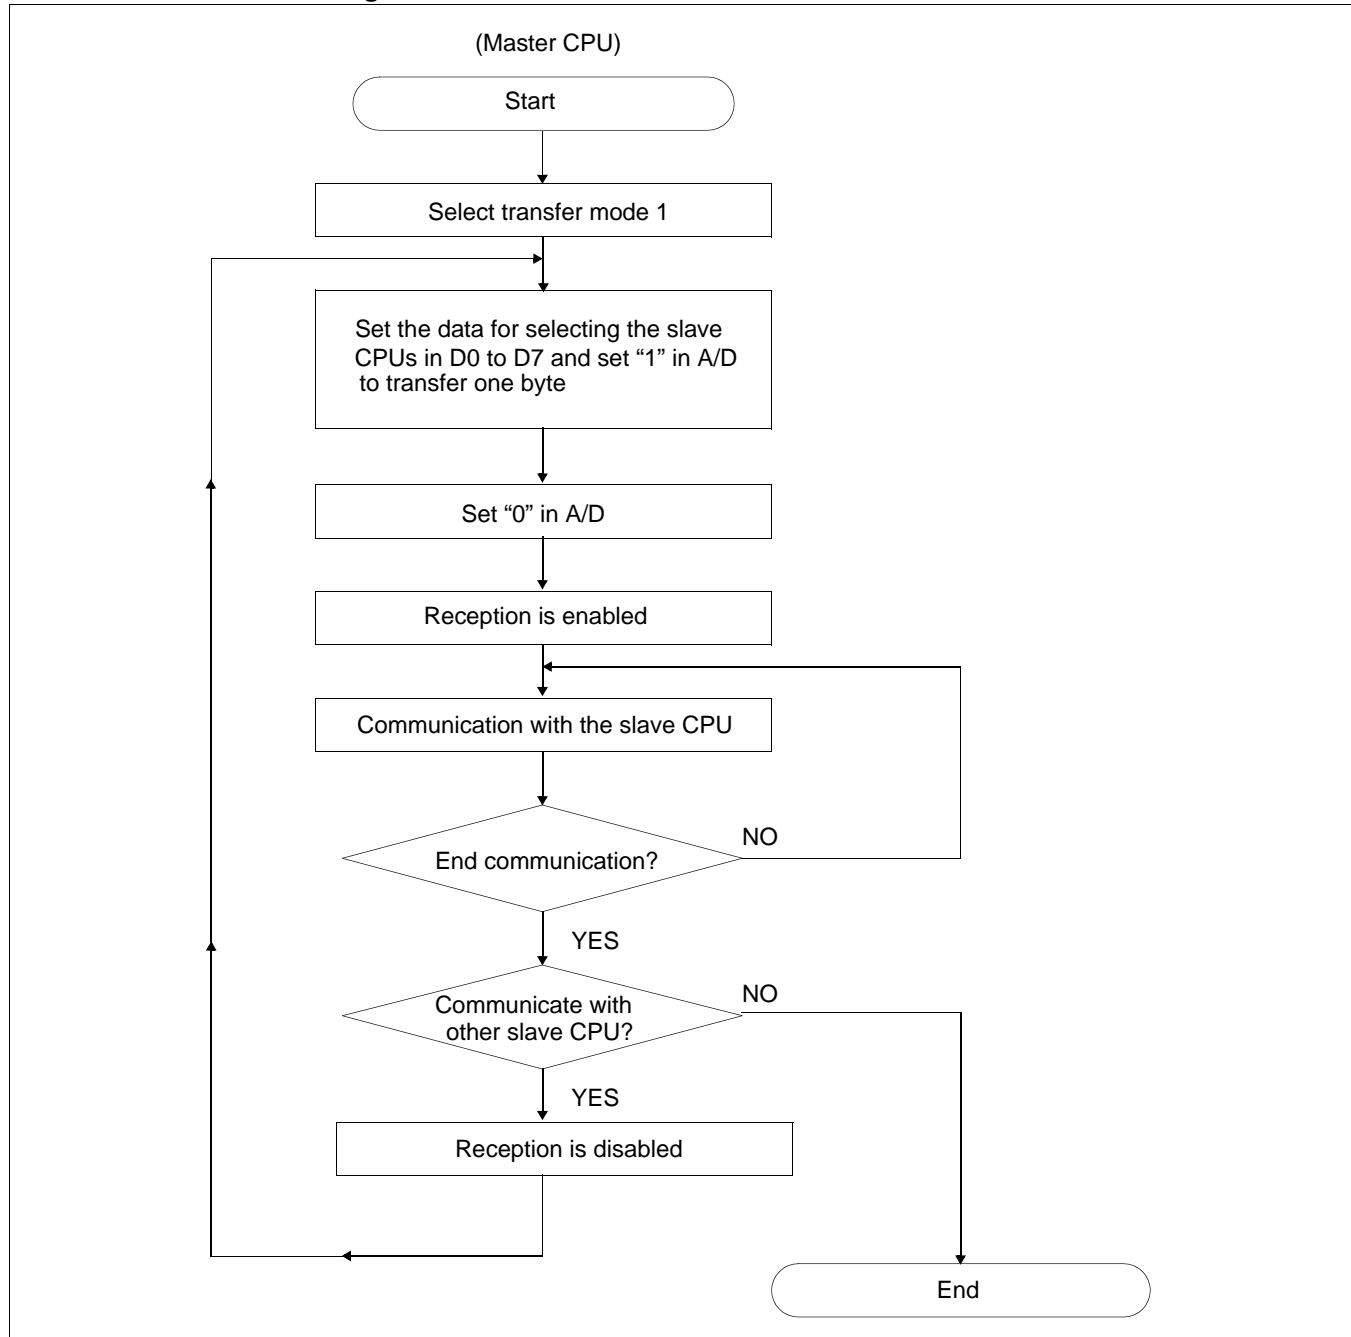 (Master CPU)
Start
Select transfer mode 1
Set the data for selecting the slave
CPUs in D0 to D7 and set “1” in A/D
to transfer one byte
Set “0” in A/D
Reception is enabled
Communication with the slave CPU
NO
End communication?
YES
NO
Communicate with
other slave CPU?
YES
Reception is disabled
End